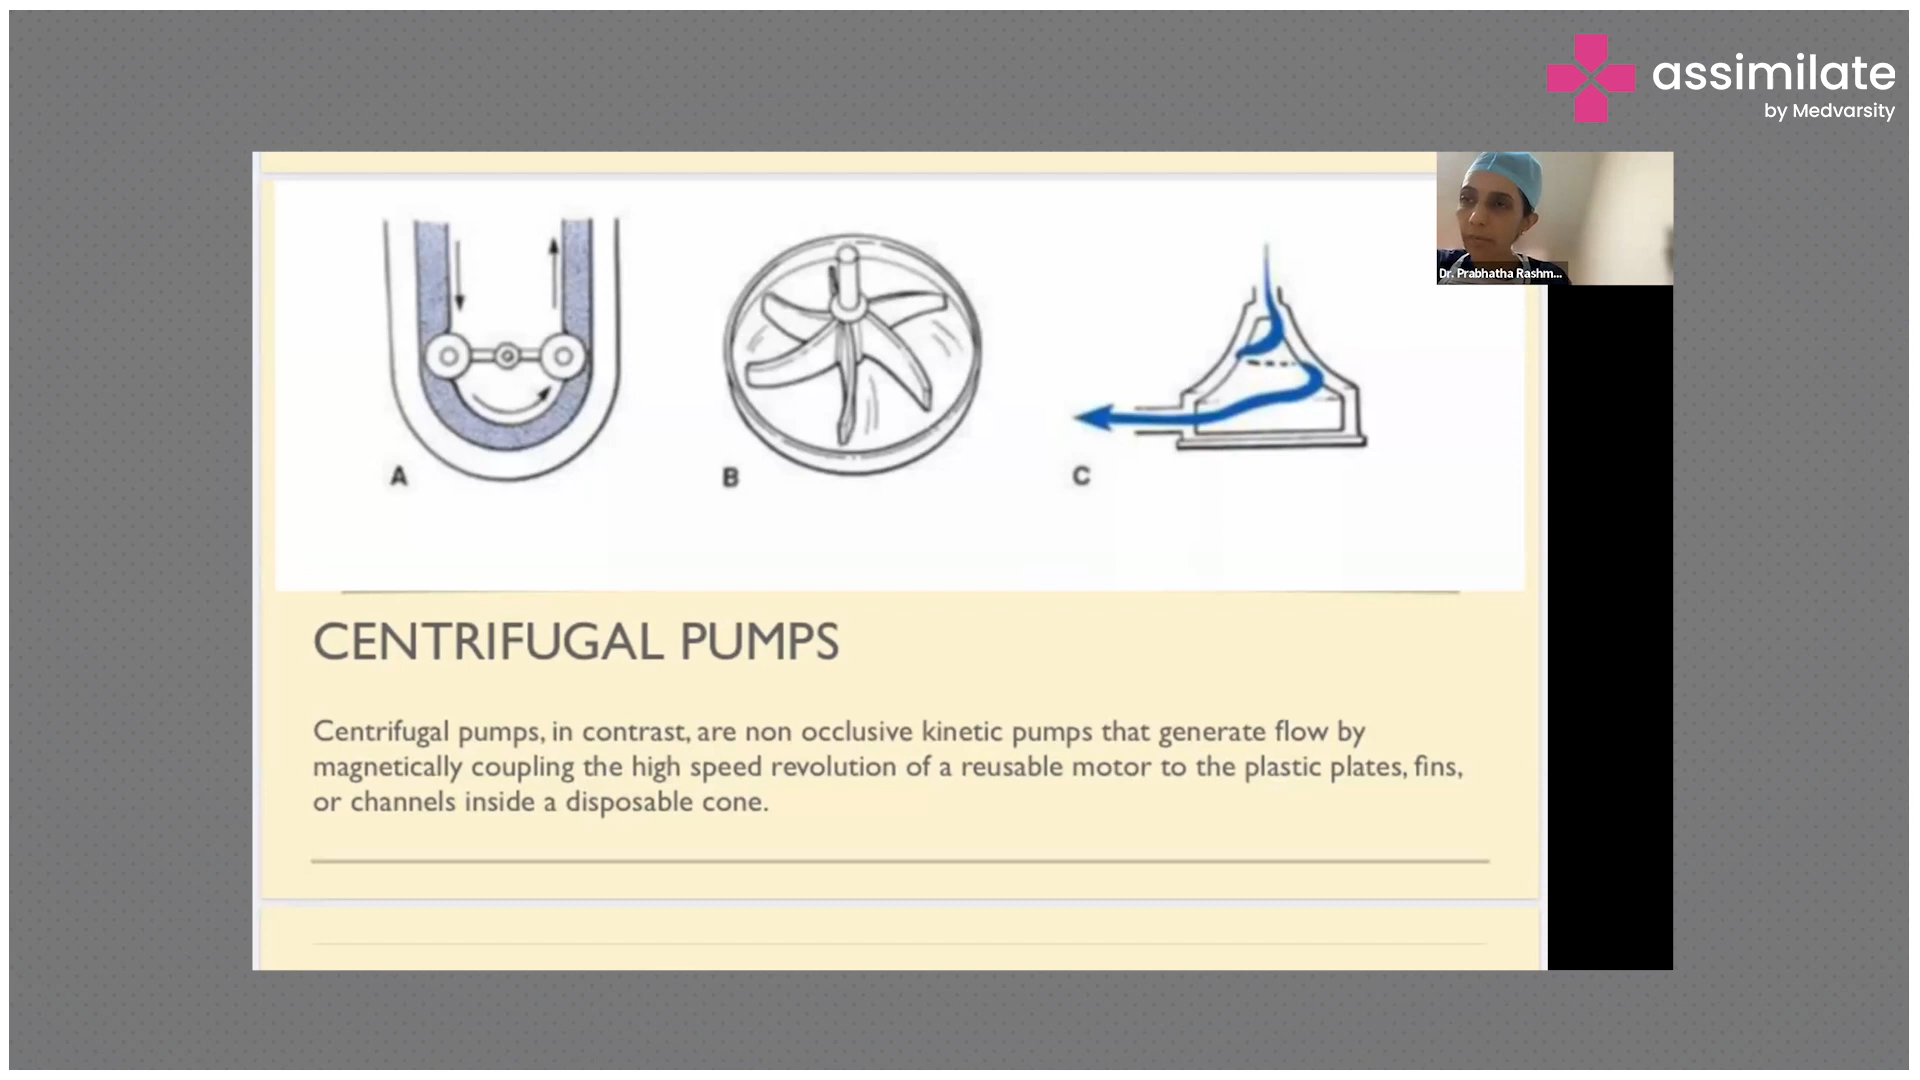 assimilate
by Medvarsity
Dr. Prabhatha Rashm...
A
B
C
CENTRIFUGAL PUMPS
Centrifugal pumps, in contrast, are non occlusive kinetic pumps that generate flow by
magnetically coupling the high speed revolution of a reusable motor to the plastic plates, fins,
or channels inside a disposable cone.